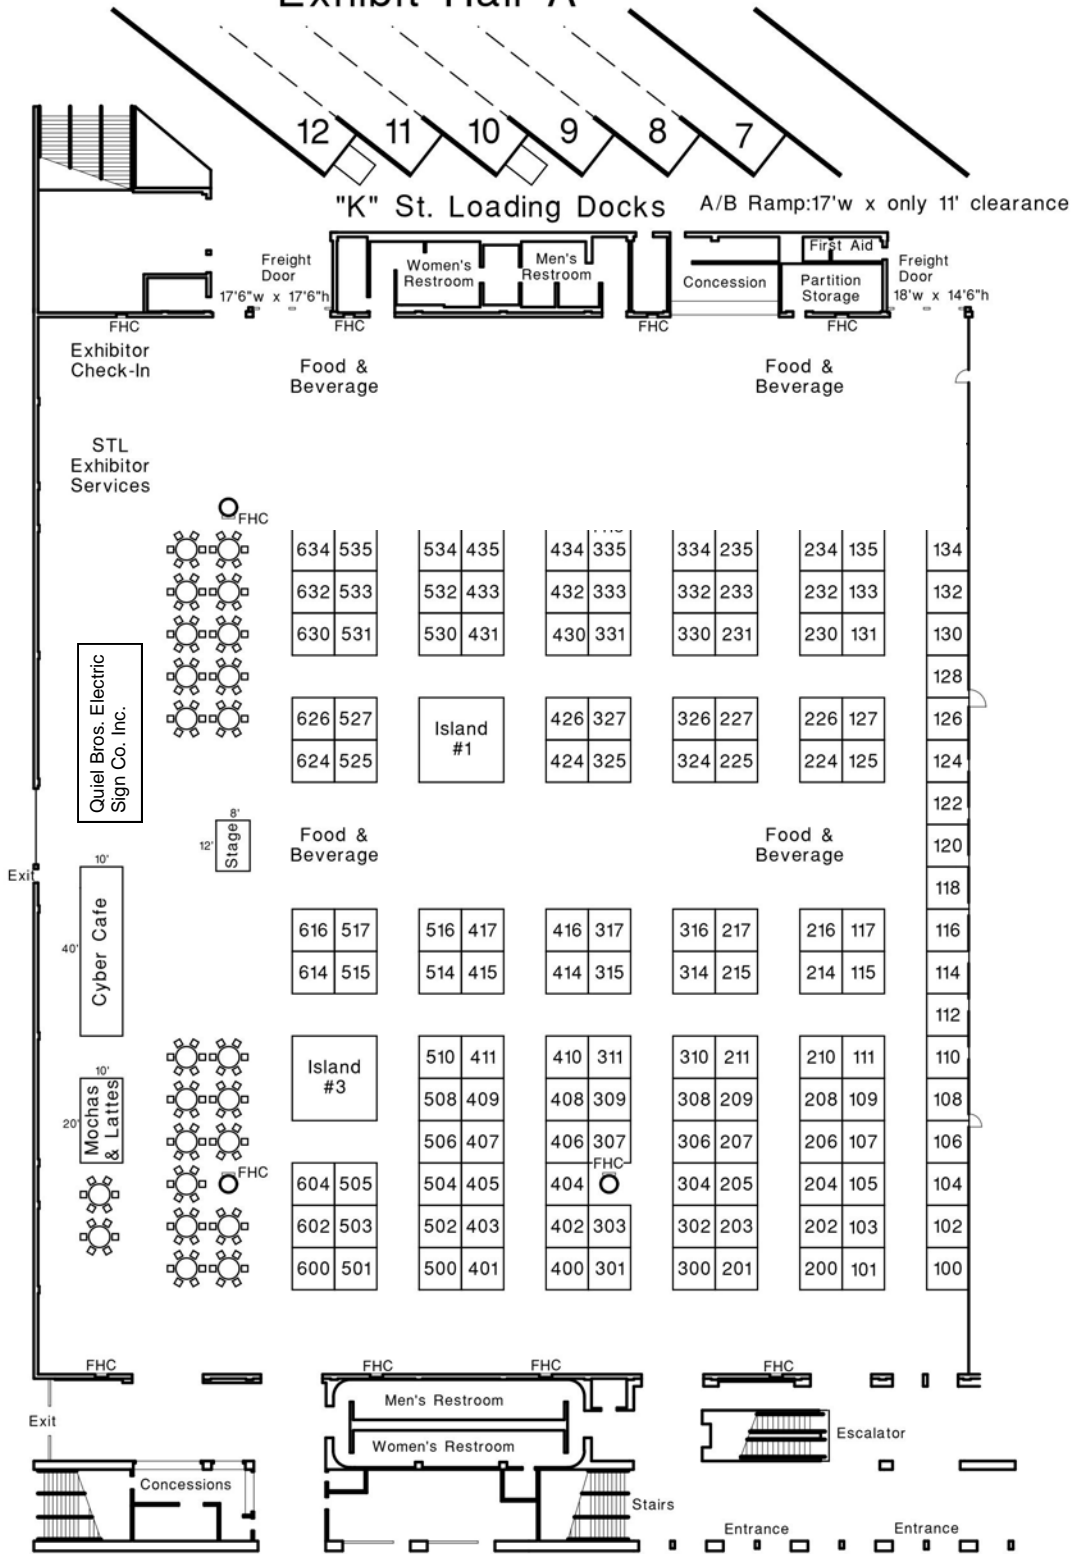 Exhibit Hall A
12 11 10 9 8 7
"K" St. Loading Docks A/B Ramp:17'w x only 11' clearance
First Aid
Freight
Door
17'6"w x 17'6"h
Women's
Restroom
Men's
Restroom
Concession
Partition
Storage
Freight
Door
18'w x 14'6"h
FHC FHC FHC FHC
Exhibitor
Check-In
Food &
Beverage
Food &
Beverage
STL
Exhibitor
Services
FHC
634 535 534 435 434 335 334 235 234 135 134
632 533 532 433 432 333 332 233 232 133 132
630 531 530 431 430 331 330 231 230 131 130
128
626 527 426 327 326 227 226 127 126
Island
#1
624 525 424 325 324 225 224 125 124
Quiel Bros. Electric
Sign Co. Inc.
122
8'
12'
Stage
Food &
Beverage
Food &
Beverage
120
Exit
10'
40'
Cyber Cafe
118
616 517 516 417 416 317 316 217 216 117 116
614 515 514 415 414 315 314 215 214 115 114
112
Island
#3
510 411 410 311 310 211 210 111 110
10'
20'
Mochas
& Lattes
508 409 408 309 308 209 208 109 108
506 407 406 307 306 207 206 107 106
FHC FHC
604 505 504 405 404 304 205 204 105 104
602 503 502 403 402 303 302 203 202 103 102
600 501 500 401 400 301 300 201 200 101 100
FHC FHC FHC FHC
Men's Restroom
Exit
Escalator
Women's Restroom
Concessions
Stairs
Entrance Entrance